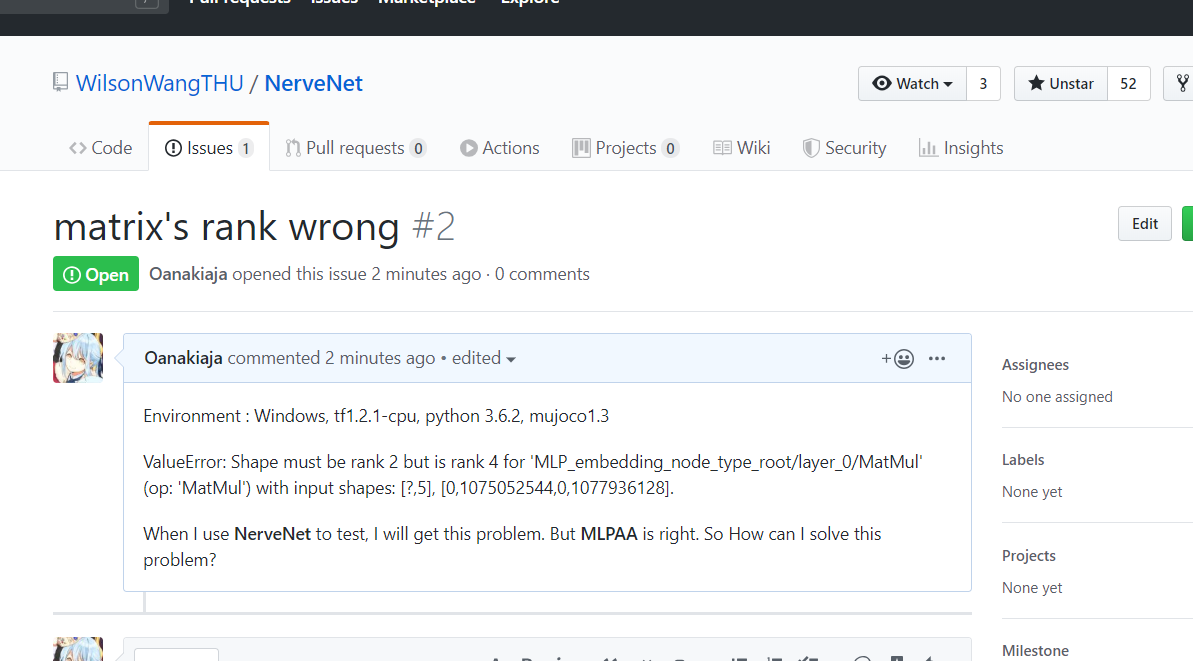 / Pull requests Issues Marketplace Explore
WilsonWangTHU / NerveNet
Watch 3 Unstar 52
Code Issues 1 Pull requests 0 Actions Projects 0 Wiki Security Insights
matrix's rank wrong #2
Edit
Open Oanakiaja opened this issue 2 minutes ago · 0 comments
Oanakiaja commented 2 minutes ago • edited
Environment : Windows, tf1.2.1-cpu, python 3.6.2, mujoco1.3
ValueError: Shape must be rank 2 but is rank 4 for 'MLP_embedding_node_type_root/layer_0/MatMul'
(op: 'MatMul') with input shapes: [?,5], [0,1075052544,0,1077936128].
When I use NerveNet to test, I will get this problem. But MLPAA is right. So How can I solve this
problem?
Assignees
No one assigned
Labels
None yet
Projects
None yet
Milestone